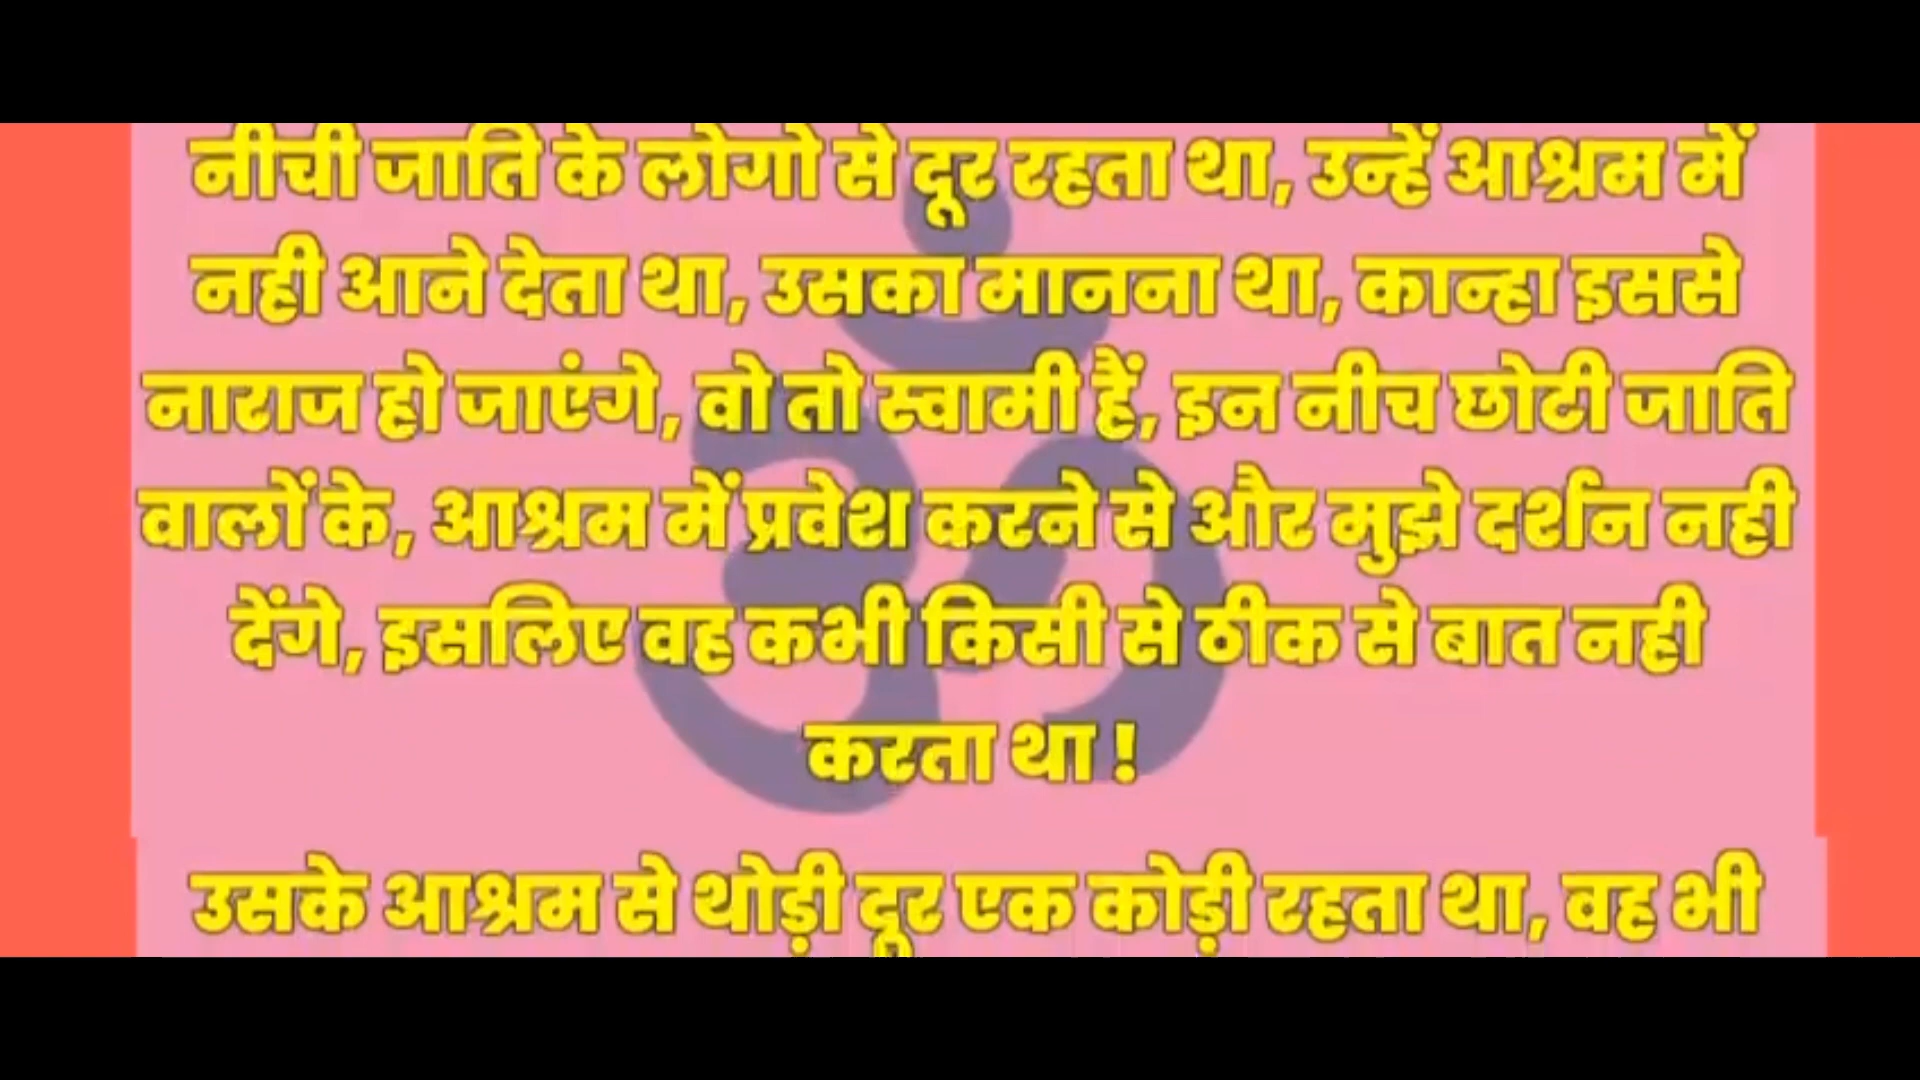 नीची जाति के लोगो से दूर रहता था, उन्हें आश्रम में
नही आने देता था, उसका मानना था, कान्हा इससे
नाराज हो जाएंगे, वो तो स्वामी हैं, इन नीच छोटी जाति
वालों के, आश्रम में प्रवेश करने से और मुझे दर्शन नही
देंगे, इसलिए वह कभी किसी से ठीक से बात नही
करता था !
उसके आश्रम से थोड़ी दूर एक कोड़ी रहता था, वह भी